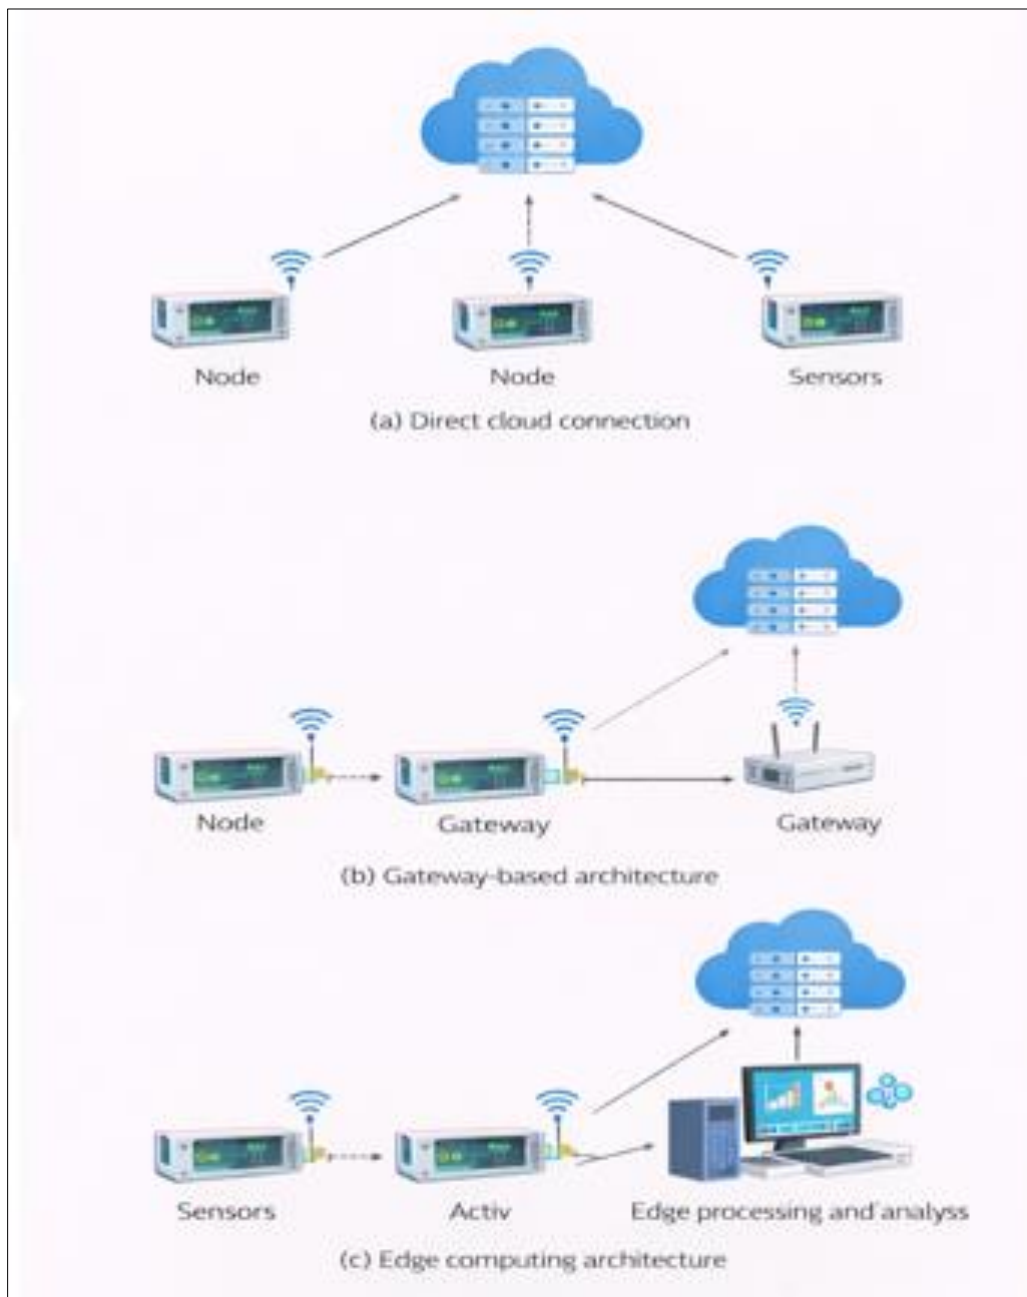 Node Node Sensors
(a) Direct cloud connection
Node Gateway Gateway
(b) Gateway-based architecture
Sensors Activ Edge processing and analyss
(c) Edge computing architecture